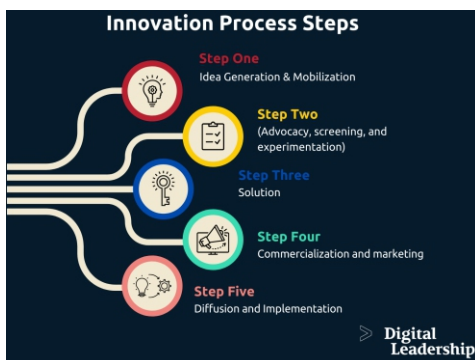 Innovation Process Steps
Step One
Idea Generation & Mobilization
Step Two
(Advocacy, screening, and
experimentation)
Step Three
Solution
Step Four
Commercialization and marketing
Step Five
Diffusion and Implementation
Digital
Leadership